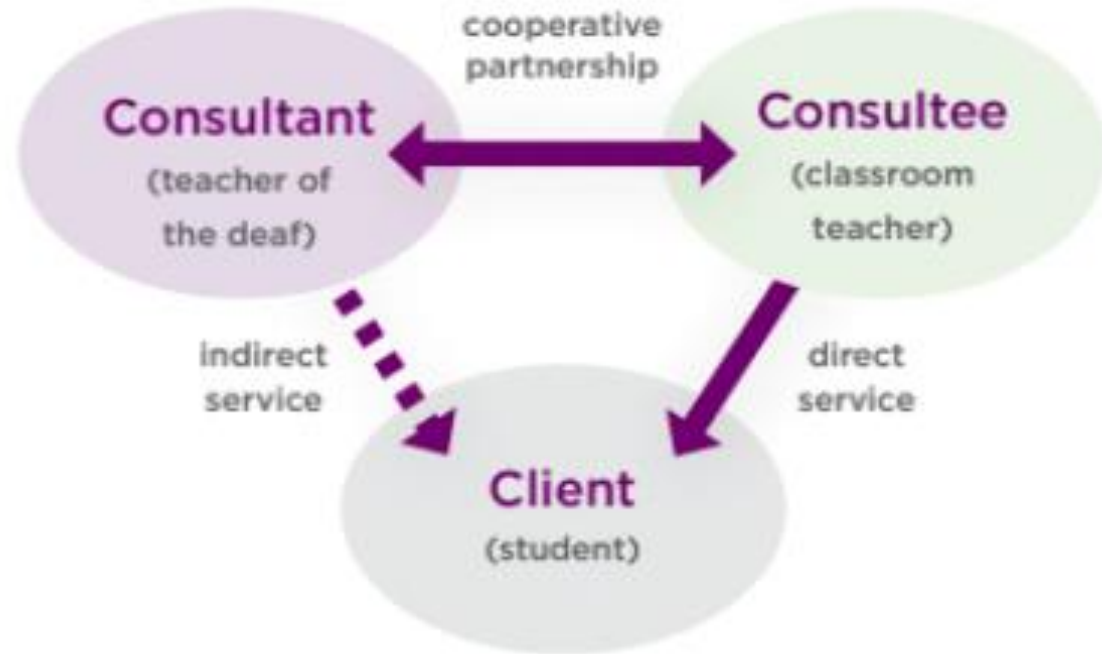 cooperative
partnership
Consultant
(teacher of
the deaf)
Consultee
(classroom
teacher)
indirect
service
direct
service
Client
(student)